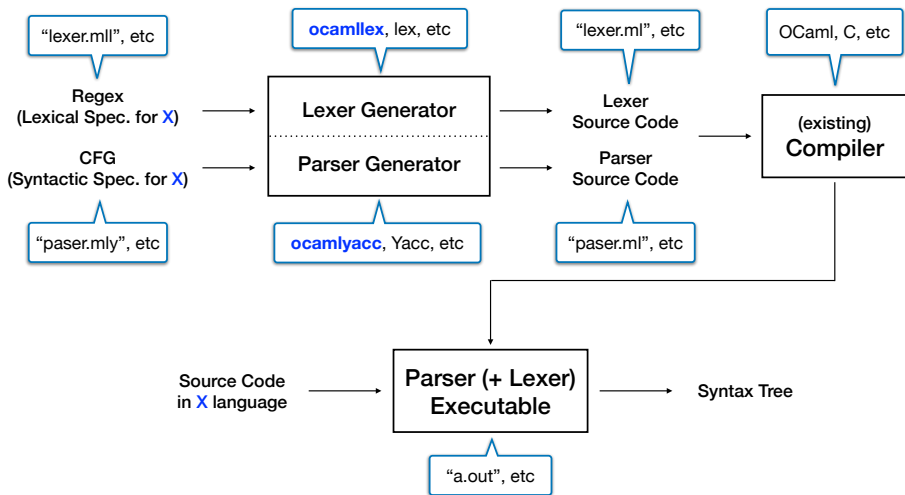 “lexer.mll”, etc
ocamllex, lex, etc
“lexer.ml”, etc
OCaml, C, etc
Regex
(Lexical Spec. for X)
Lexer Generator
Lexer
Source Code
(existing)
Compiler
CFG
(Syntactic Spec. for X)
Parser Generator
Parser
Source Code
“paser.mly”, etc
ocamlyacc, Yacc, etc
“paser.ml”, etc
Source Code
in X language
Parser (+ Lexer)
Executable
Syntax Tree
“a.out”, etc